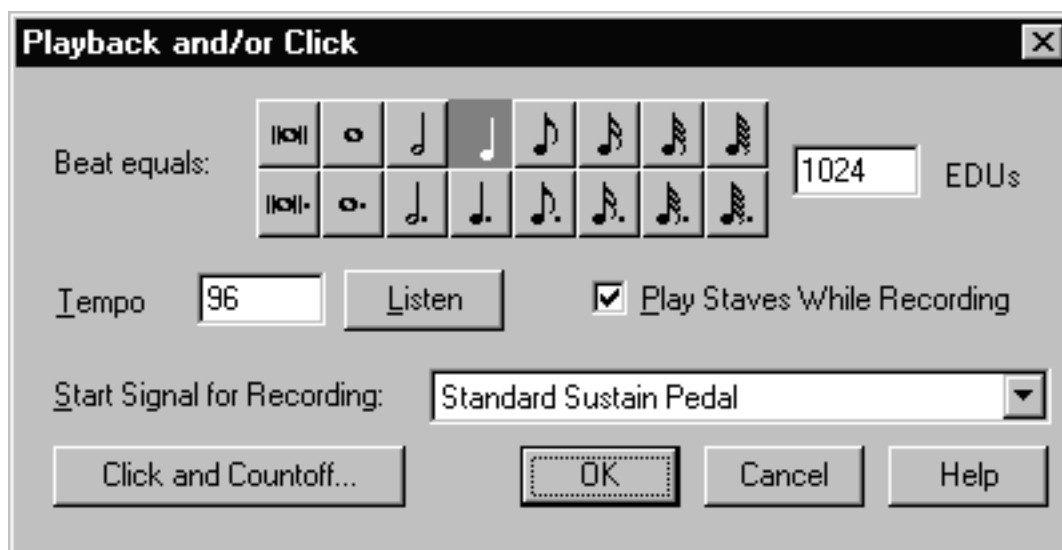 Playback and/or Click
Beat equals: 1024 EDUs
Tempo 96 Listen Play Staves While Recording
Start Signal for Recording: Standard Sustain Pedal
Click and Countoff... OK Cancel Help